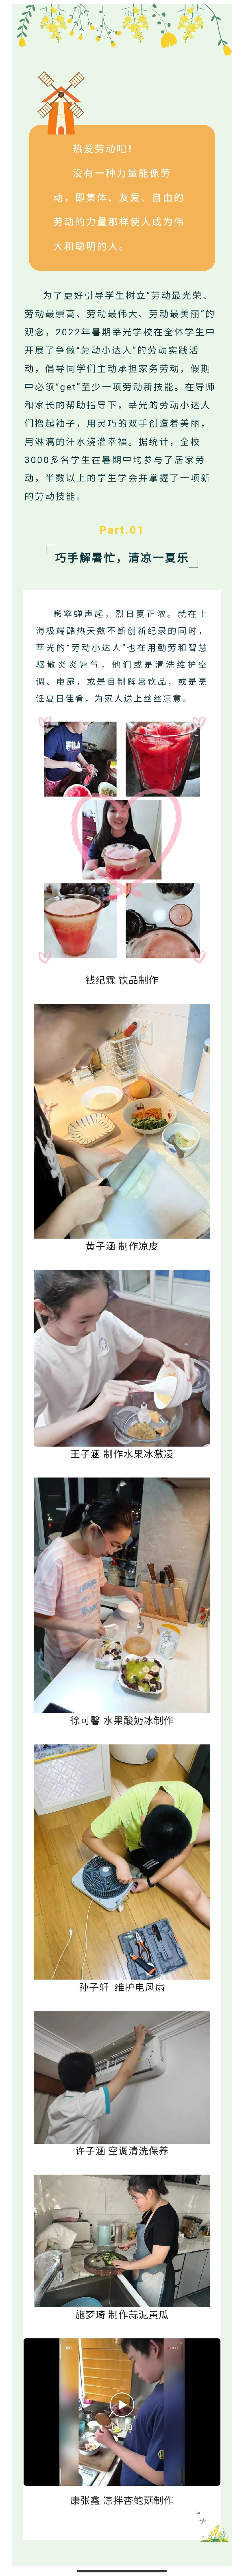 热爱劳动吧！
没有一种力量能像劳
动，即集体、友爱、自由的
劳动的力量那样使人成为伟
大和聪明的人。
为了更好引导学生树立“劳动最光荣、
劳动最崇高、劳动最伟大、劳动最美丽”的
观念，2022年暑期莘光学校在全体学生中
开展了争做“劳动小达人”的劳动实践活
动，倡导同学们主动承担家务劳动，假期
中必须“get”至少一项劳动新技能。在导师
和家长的帮助指导下，莘光的劳动小达人
们撸起袖子，用灵巧的双手创造着美丽，
用淋漓的汗水浇灌幸福。据统计，全校
3000多名学生在暑期中均参与了居家劳
动，半数以上的学生学会并掌握了一项新
的劳动技能。
Part.01
巧手解暑忙，清凉一夏乐
窸窣蝉声起，烈日夏正浓。就在上
海极端酷热天数不断创新纪录的同时，
莘光的“劳动小达人”也在用勤劳和智慧
驱散炎炎暑气，他们或是清洗维护空
调、电扇，或是自制解暑饮品，或是烹
饪夏日佳肴，为家人送上丝丝凉意。
FILA
钱纪霖 饮品制作
黄子涵 制作凉皮
王子涵 制作水果冰激凌
徐可馨 水果酸奶冰制作
孙子轩 维护电风扇
许子涵 空调清洗保养
施梦琦 制作蒜泥黄瓜
康张鑫 凉拌杏鲍菇制作